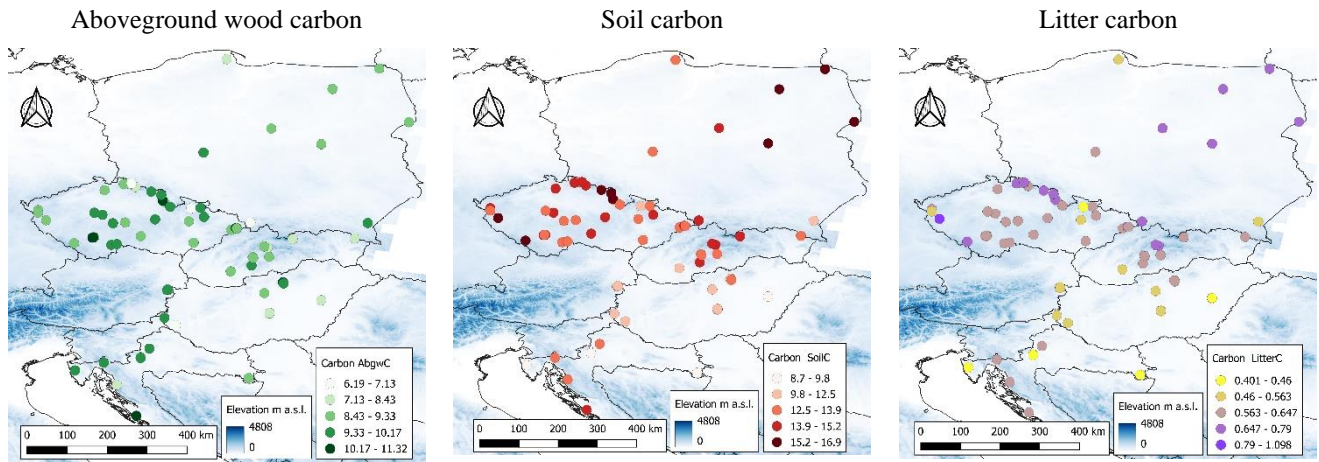 Aboveground wood carbon
Soil carbon
Litter carbon
Carbon AbgwC
6.19 - 7.13
7.13 - 8.43
8.43 - 9.33
9.33 - 10.17
10.17 - 11.32
Elevation m a.s.l.
4808
0
0 100 200 300 400 km
Carbon SoilC
8.7 - 9.8
9.8 - 12.5
12.5 - 13.9
13.9 - 15.2
15.2 - 16.9
Elevation m a.s.l.
4808
0
0 100 200 300 400 km
Carbon LitterC
0.401 - 0.46
0.46 - 0.563
0.563 - 0.647
0.647 - 0.79
0.79 - 1.098
Elevation m a.s.l.
4808
0
0 100 200 300 400 km